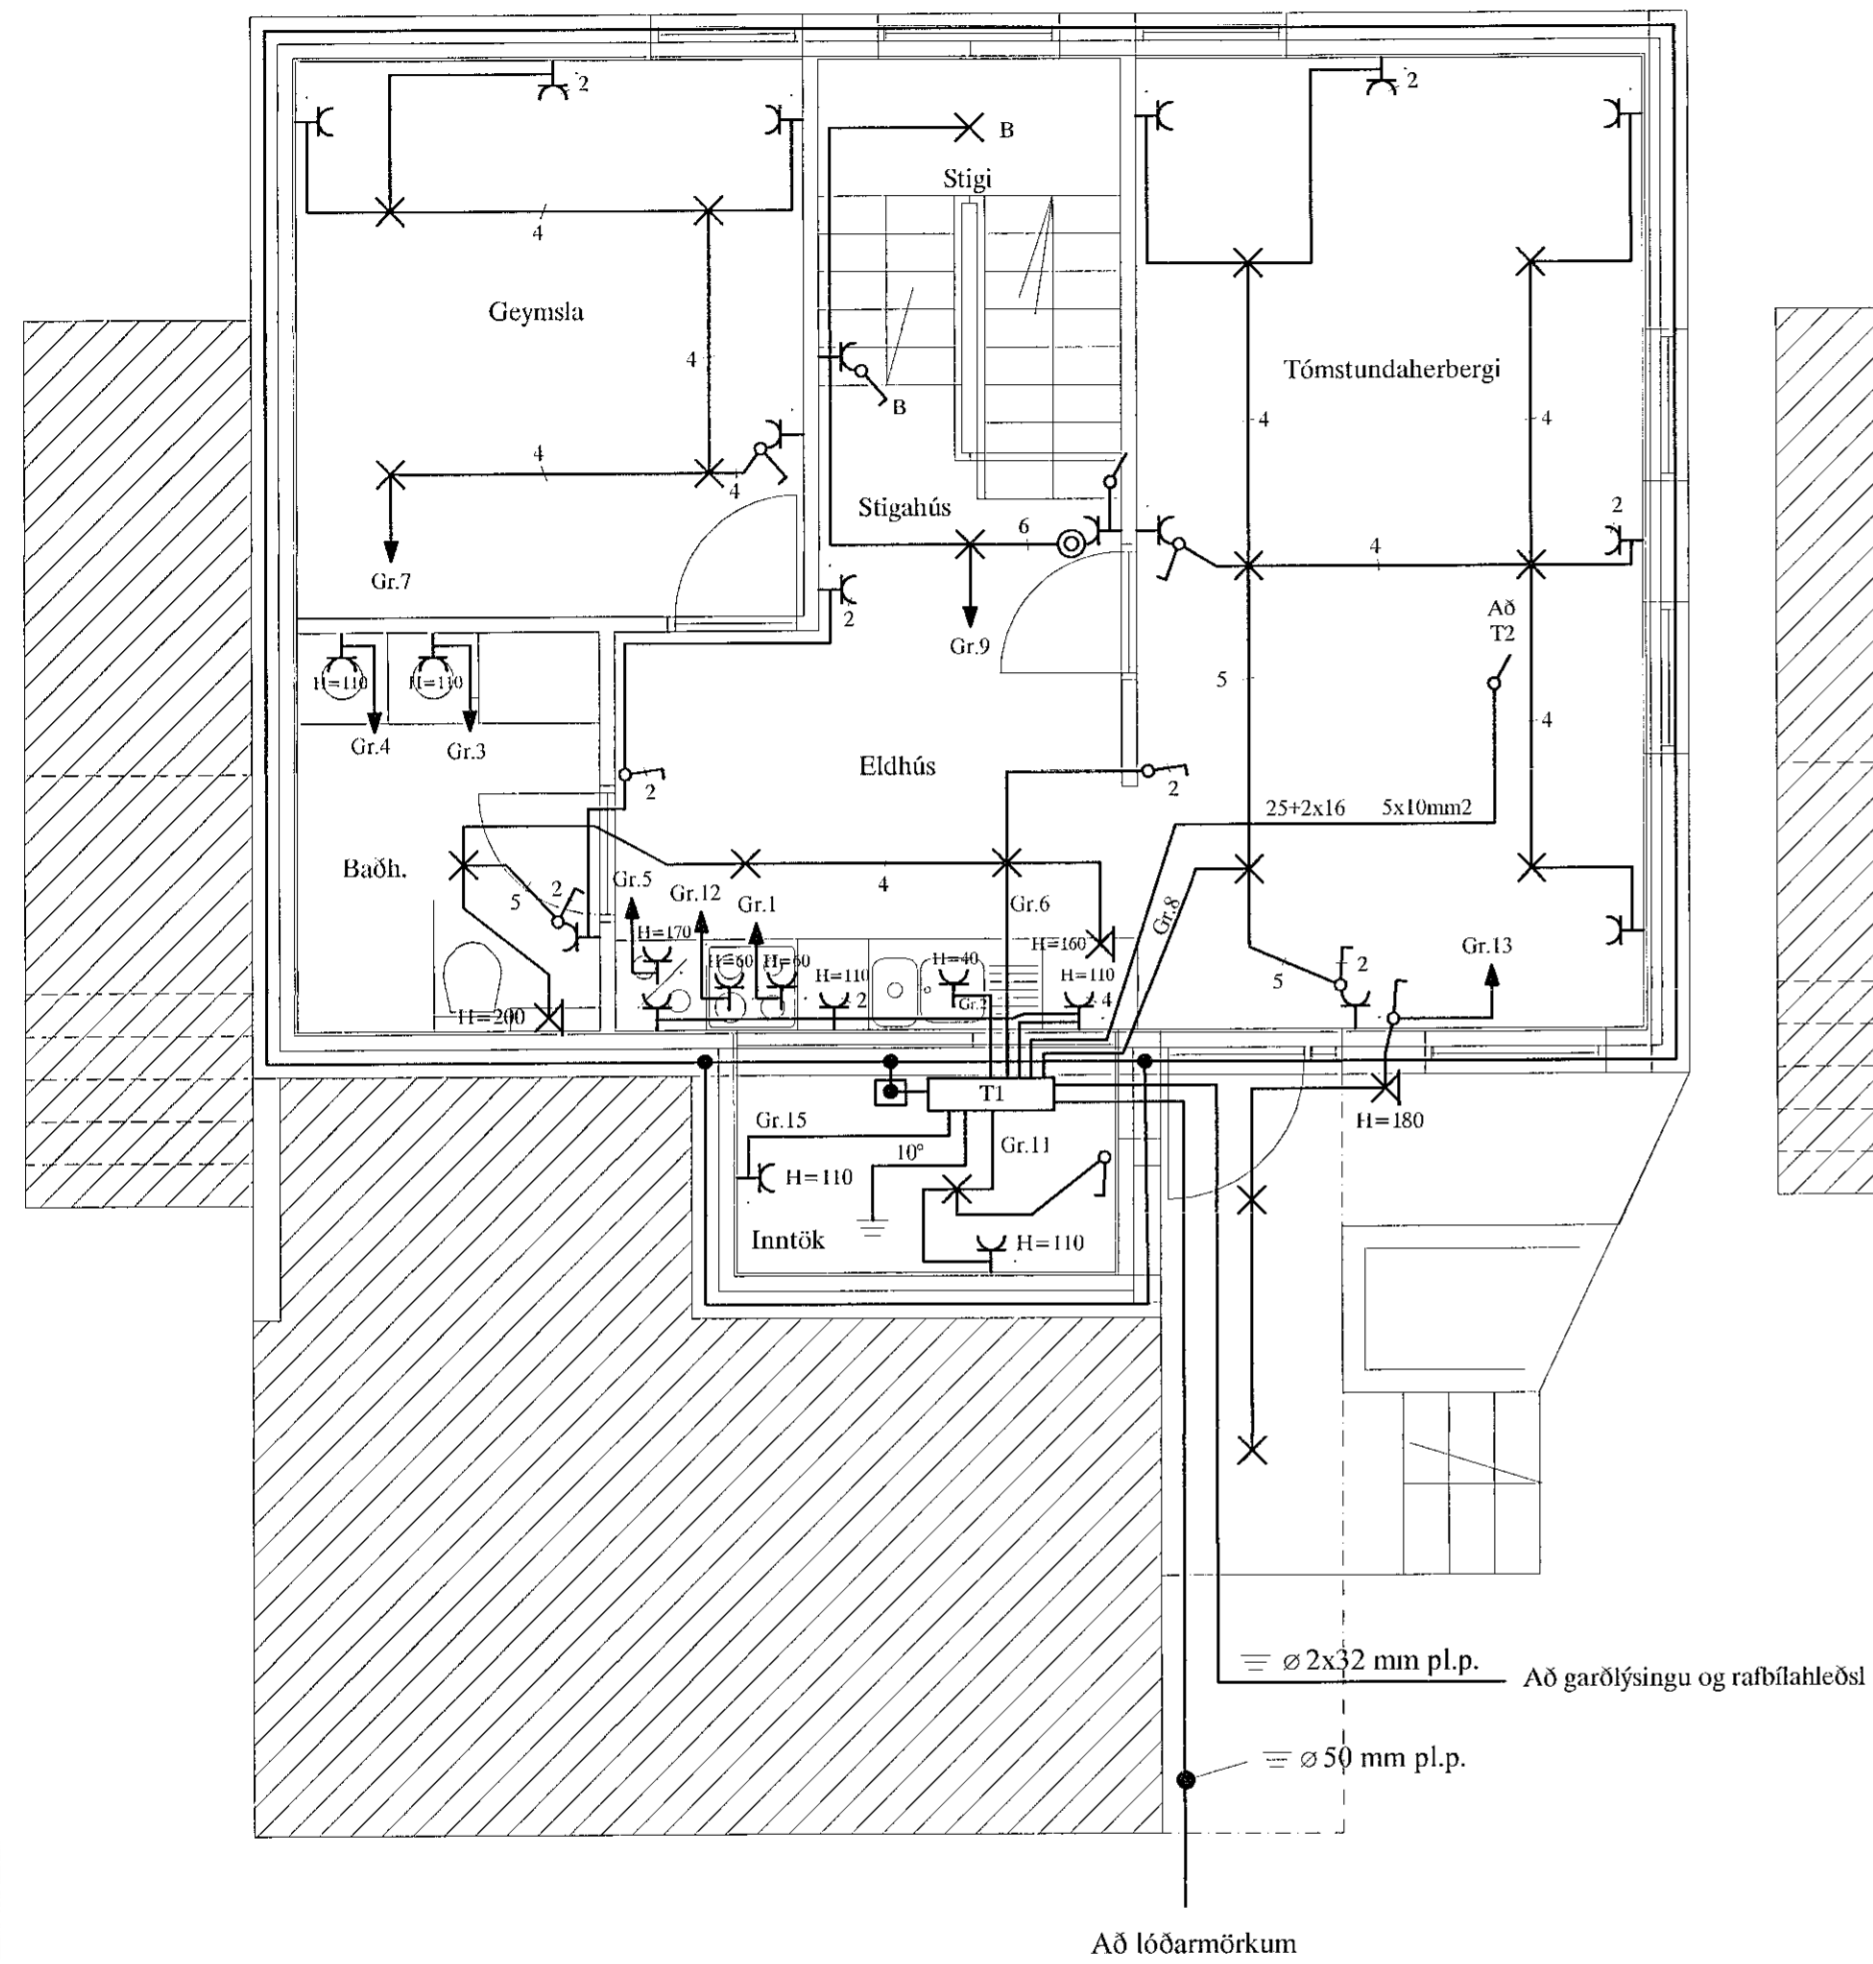 2
2
B
Stigi
4
Geymsla
4
Tómstundaherbergi
B
4
4
4
4
Stigahús
6
2
4
Gr.7
2
Gr.9
Að
T2
H=110
H=110
5
4
Gr.4
Gr.3
Eldhús
2
2
25+2x16
5x10mm2
Baðh.
4
5
2
Gr.5
Gr.12
Gr.1
Gr.6
Gr.8
H=170
H=60
H=60
H=110
2
H=40
H=160
H=110
4
5
2
Gr.13
H=200
T1
H=180
Gr.15
10°
Gr.11
H=110
Inntök
H=110
⌀ 2x32 mm pl.p.
Að garðlýsingu og rafbílahleðsl
⌀ 50 mm pl.p.
Að lóðarmörkum